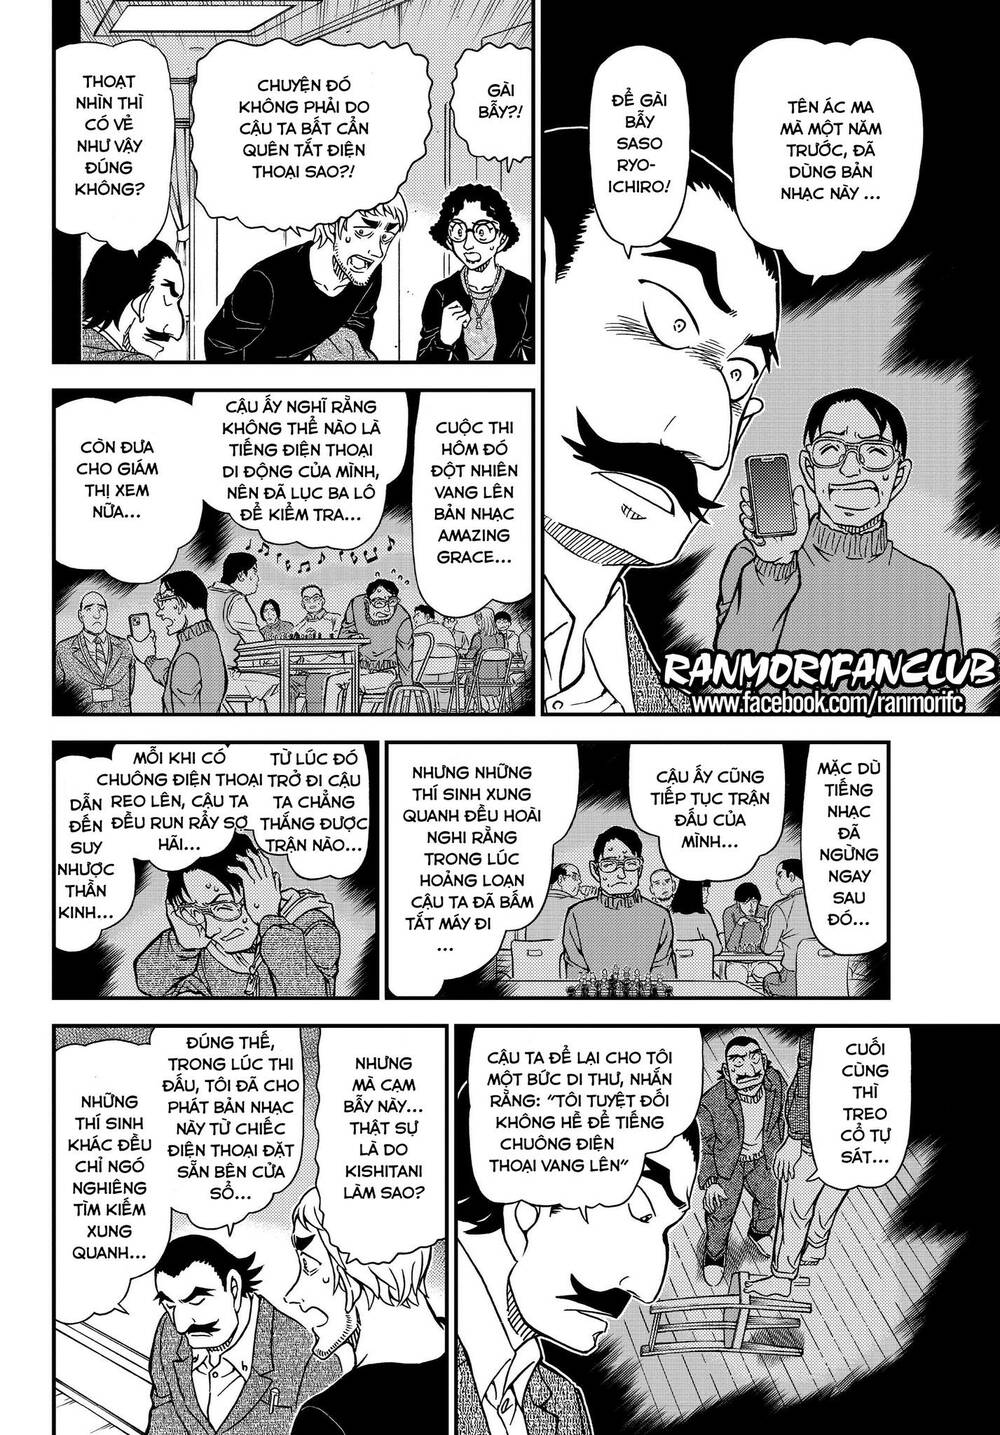 TÊN ÁC MA
MÀ MỘT NĂM
TRƯỚC, ĐÃ
DÙNG BẢN
NHẠC NÀY ...
ĐỂ GÀI
BẪY
SASO
RYO-
ICHIRO!
GÀI
BẪY?!
CHUYỆN ĐÓ
KHÔNG PHẢI DO
CẬU TA BẤT CẨN
QUÊN TẮT ĐIỆN
THOẠI SAO?!
THOẠT
NHÌN THÌ
CÓ VẺ
NHƯ VẬY
ĐÚNG
KHÔNG?
CUỘC THI
HÔM ĐÓ
ĐỘT NHIÊN
VANG LÊN
BẢN NHẠC
AMAZING
GRACE...
CẬU ẤY NGHĨ RẰNG
KHÔNG THỂ NÀO LÀ
TIẾNG ĐIỆN THOẠI
DI ĐỘNG CỦA MÌNH,
NÊN ĐÃ LỤC BA LÔ
ĐỂ KIỂM TRA...
CÒN ĐƯA
CHO GIÁM
THỊ XEM
NỮA...
RANMORIFANCLUB
www.facebook.com/ranmorifc
MẶC DÙ
TIẾNG
NHẠC
ĐÃ
NGỪNG
NGAY
SAU
ĐÓ...
CẬU ẤY CŨNG
TIẾP TỤC TRẬN
ĐẤU CỦA
MÌNH...
NHƯNG NHỮNG
THÍ SINH XUNG
QUANH ĐỀU HOÀI
NGHI RẰNG
TRONG LÚC
HOẢNG LOẠN
CẬU TA ĐÃ BẤM
TẮT MÁY ĐI
...
TỪ LÚC ĐÓ
TRỞ ĐI CẬU
TA CHẲNG
THẮNG ĐƯỢC
TRẬN NÀO...
MỖI KHI CÓ
CHUÔNG ĐIỆN THOẠI
REO LÊN, CẬU TA
ĐỀU RUN RẨY SỢ
HÃI...
DẪN
ĐẾN
SUY
NHƯỢC
THẦN
KINH...
CUỐI
CÙNG
THÌ
TREO
CỔ TỰ
SÁT...
CẬU TA ĐỂ LẠI CHO TÔI
MỘT BỨC DI THƯ, NHẮN
RẰNG: "TÔI TUYỆT ĐỐI
KHÔNG HỀ ĐỂ TIẾNG
CHUÔNG ĐIỆN
THOẠI VANG LÊN"
NHƯNG
MÀ CẠM
BẪY NÀY...
THẬT SỰ
LÀ DO
KISHITANI
LÀM SAO?
ĐÚNG THẾ,
TRONG LÚC THI
ĐẤU, TÔI ĐÃ CHO
PHÁT BẢN NHẠC
NÀY TỪ CHIẾC
ĐIỆN THOẠI ĐẶT
SẴN BÊN CỬA
SỔ...
NHỮNG
THÍ SINH
KHÁC ĐỀU
CHỈ NGÓ
NGHIÊNG
TÌM KIẾM
XUNG
QUANH...